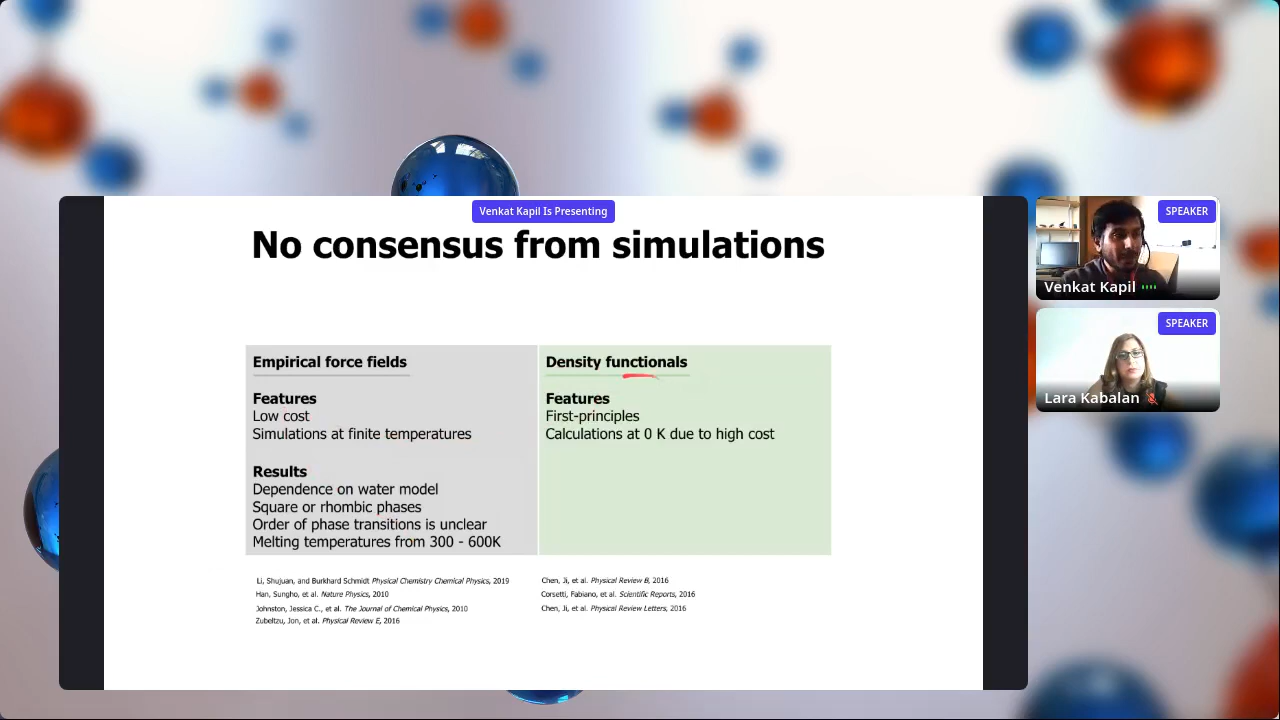 Venkat Kapil Is Presenting
No consensus from simulations
Empirical force fields
Features
Low cost
Simulations at finite temperatures
Results
Dependence on water model
Square or rhombic phases
Order of phase transitions is unclear
Melting temperatures from 300 - 600K
Density functionals
Features
First-principles
Calculations at 0 K due to high cost
Li, Shujuan, and Burkhard Schmidt Physical Chemistry Chemical Physics, 2019
Han, Sungho, et al. Nature Physics, 2010
Johnston, Jessica C., et al. The Journal of Chemical Physics, 2010
Zubeltzu, Jon, et al. Physical Review E, 2016
Chen, Ji, et al. Physical Review B, 2016
Corsetti, Fabiano, et al. Scientific Reports, 2016
Chen, Ji, et al. Physical Review Letters, 2016
SPEAKER
Venkat Kapil
SPEAKER
Lara Kabalan